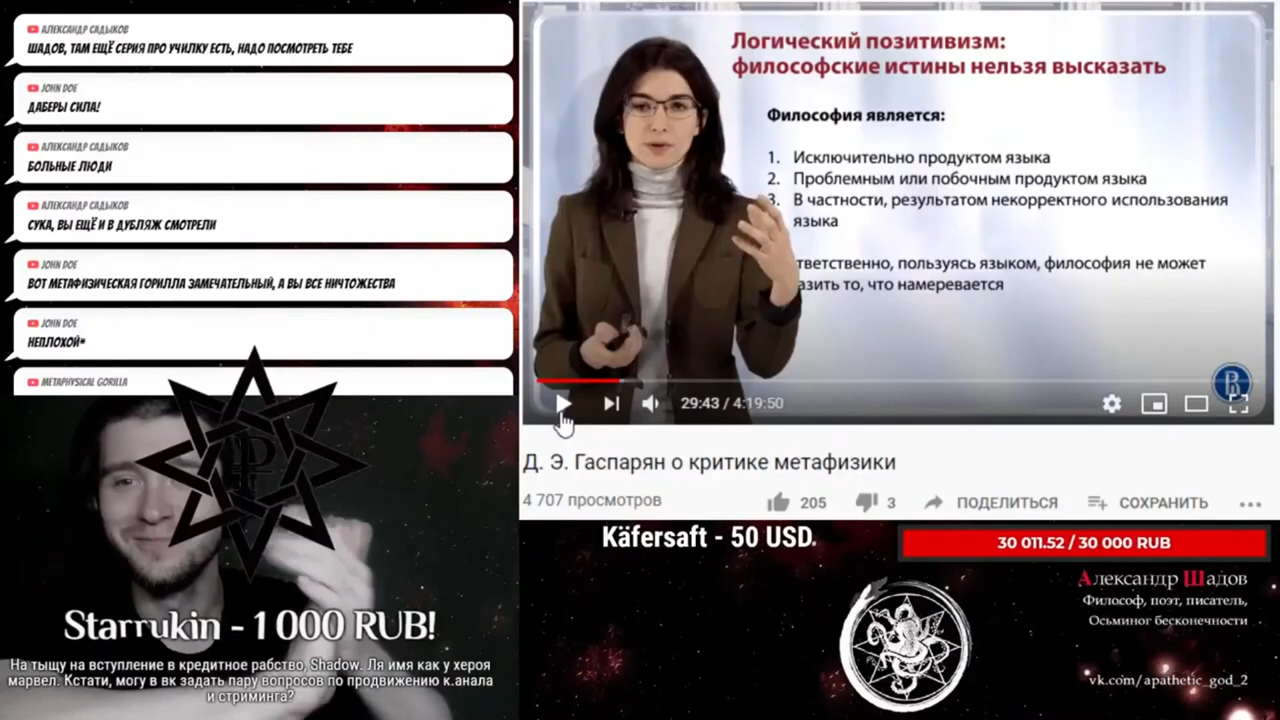 АЛЕКСАНДР САДЫКОВ
ШАДОВ, ТАМ ЕЩЁ СЕРИЯ ПРО УЧИЛКУ ЕСТЬ, НАДО ПОСМОТРЕТЬ ТЕБЕ
JOHN DOE
ДАБЕРЫ СИЛА!
АЛЕКСАНДР САДЫКОВ
БОЛЬНЫЕ ЛЮДИ
АЛЕКСАНДР САДЫКОВ
СУКА, ВЫ ЕЩЁ И В ДУБЛЯЖ СМОТРЕЛИ
JOHN DOE
ВОТ МЕТАФИЗИЧЕСКАЯ ГОРИЛЛА ЗАМЕЧАТЕЛЬНЫЙ, А ВЫ ВСЕ НИЧТОЖЕСТВА
JOHN DOE
НЕПЛОХОЙ*
METAPHYSICAL GORILLA
Starrukin - 1 000 RUB!
На тыщу на вступление в кредитное рабство, Shadow. Ля имя как у хероя
марвел. Кстати, могу в вк задать пару вопросов по продвижению к.анала
и стриминга?
Логический позитивизм:
философские истины нельзя высказать
Философия является:
1. Исключительно продуктом языка
2. Проблемным или побочным продуктом языка
3. В частности, результатом некорректного использования
языка
тветственно, пользуясь языком, философия не может
азить то, что намеревается
29:43 / 4:19:50
Д. Э. Гаспарян о критике метафизики
4 707 просмотров
205
3
ПОДЕЛИТЬСЯ
СОХРАНИТЬ
Käfersaft - 50 USD.
30 011.52 / 30 000 RUB
Александр Шадов
Философ, поэт, писатель,
Осьминог бесконечности
vk.com/apathetic_god_2